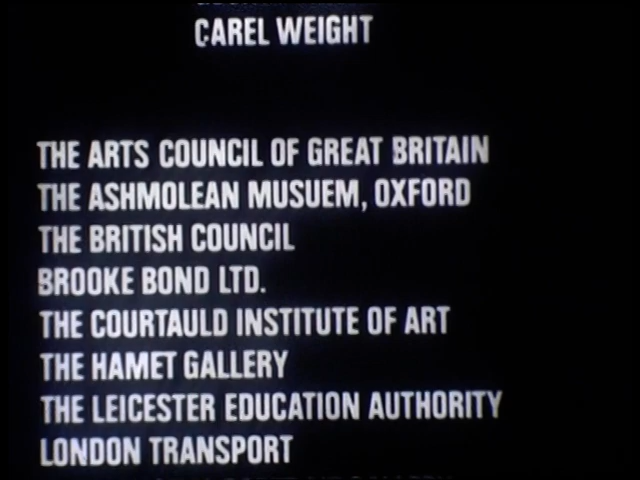 CAREL WEIGHT
THE ARTS COUNCIL OF GREAT BRITAIN
THE ASHMOLEAN MUSUEM, OXFORD
THE BRITISH COUNCIL
BROOKE BOND LTD.
THE COURTAULD INSTITUTE OF ART
THE HAMET GALLERY
THE LEICESTER EDUCATION AUTHORITY
LONDON TRANSPORT